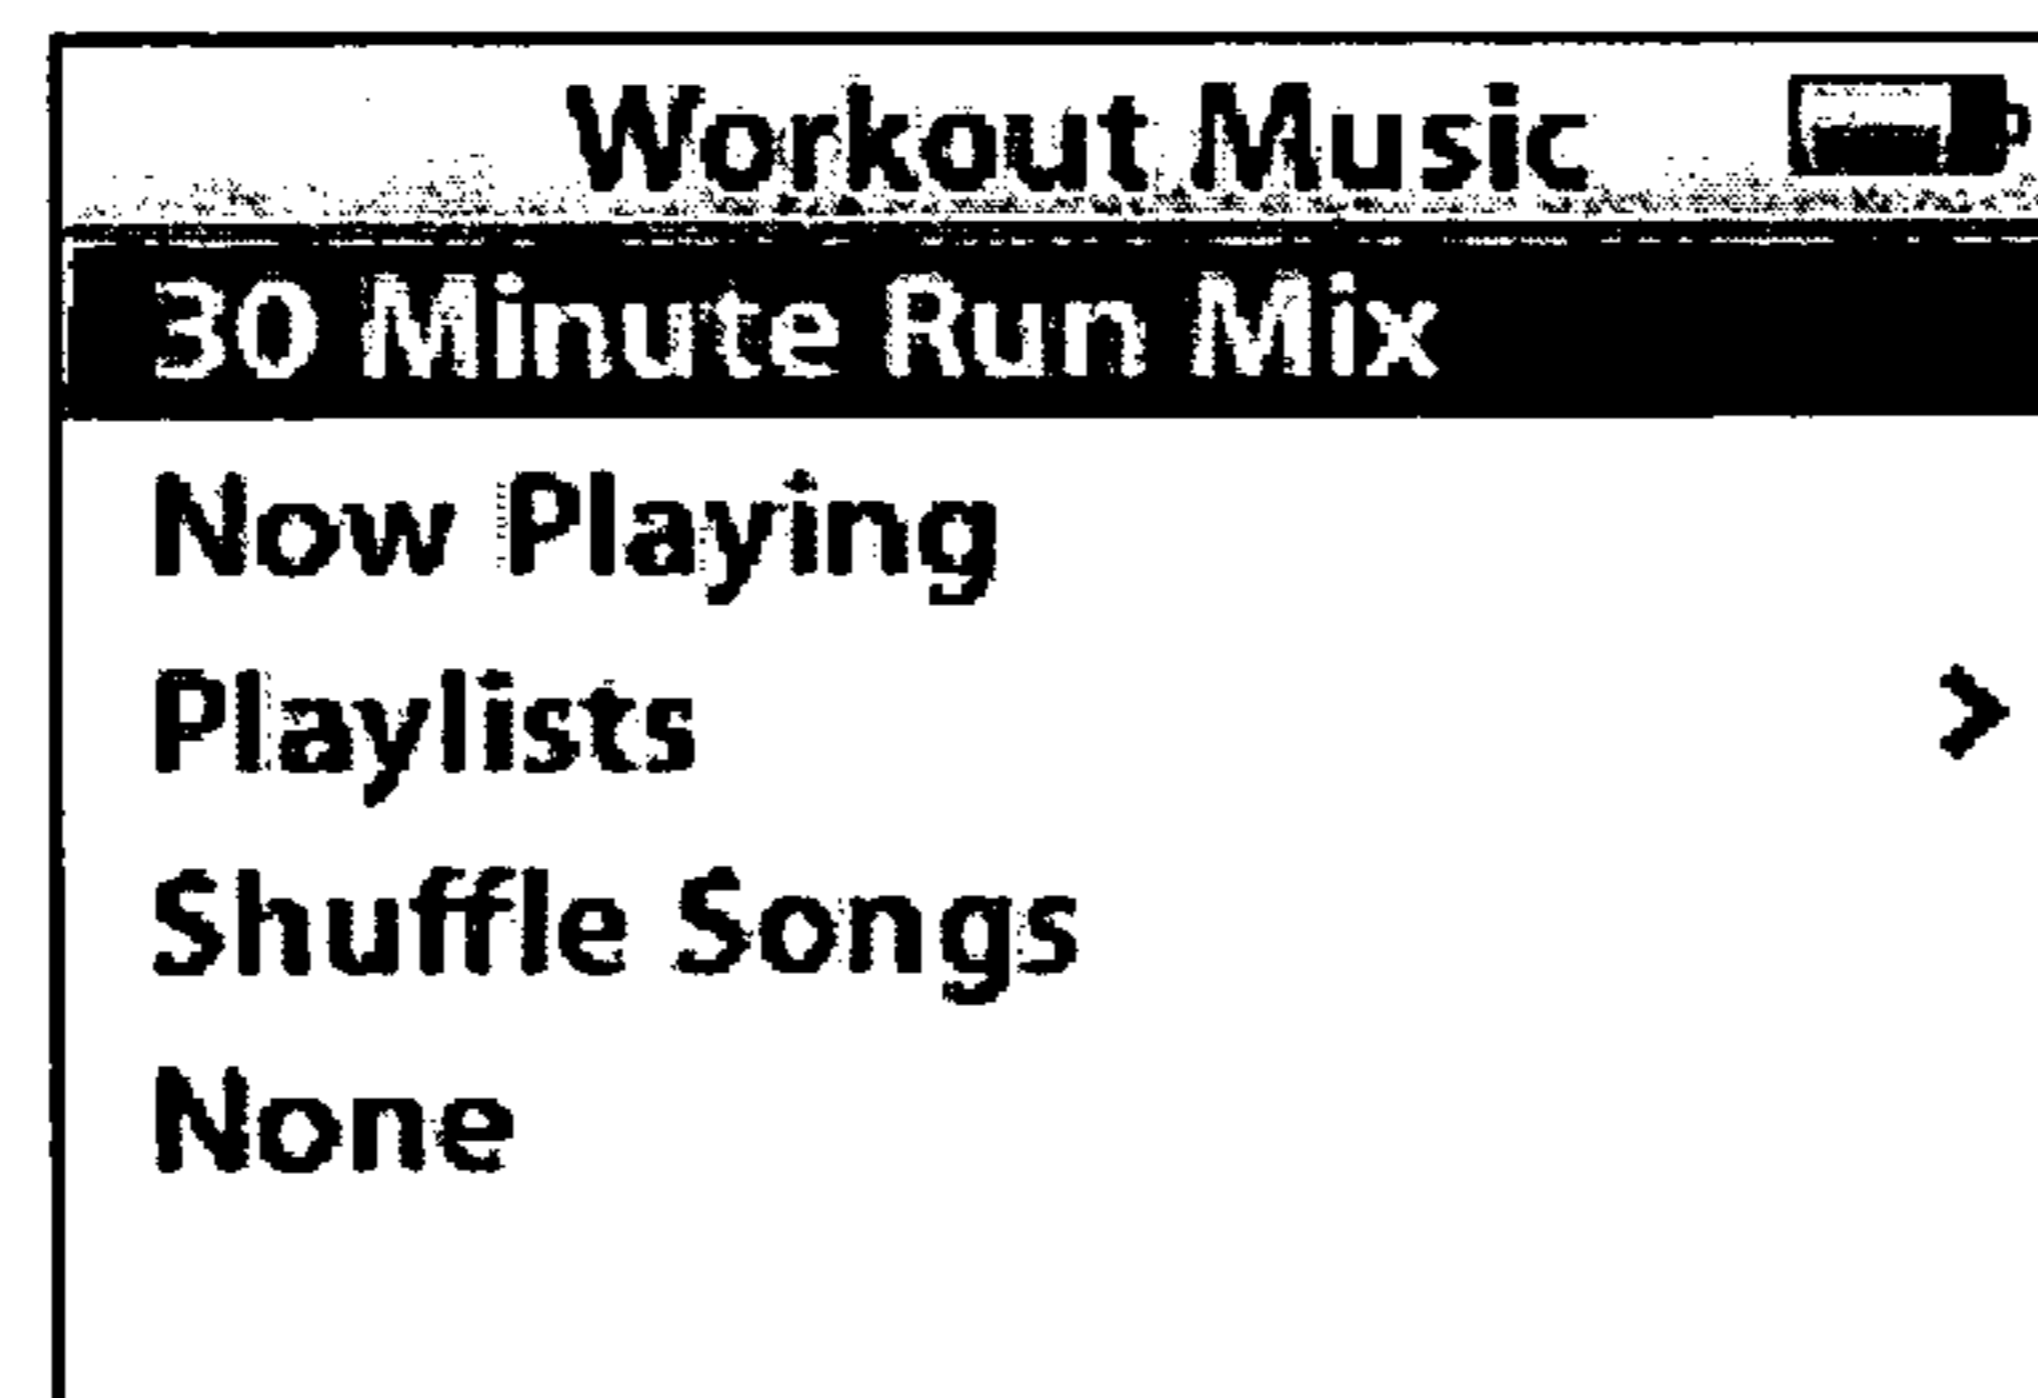 Workout Music
30 Minute Run Mix
Now Playing
Playlists >
Shuffle Songs
None